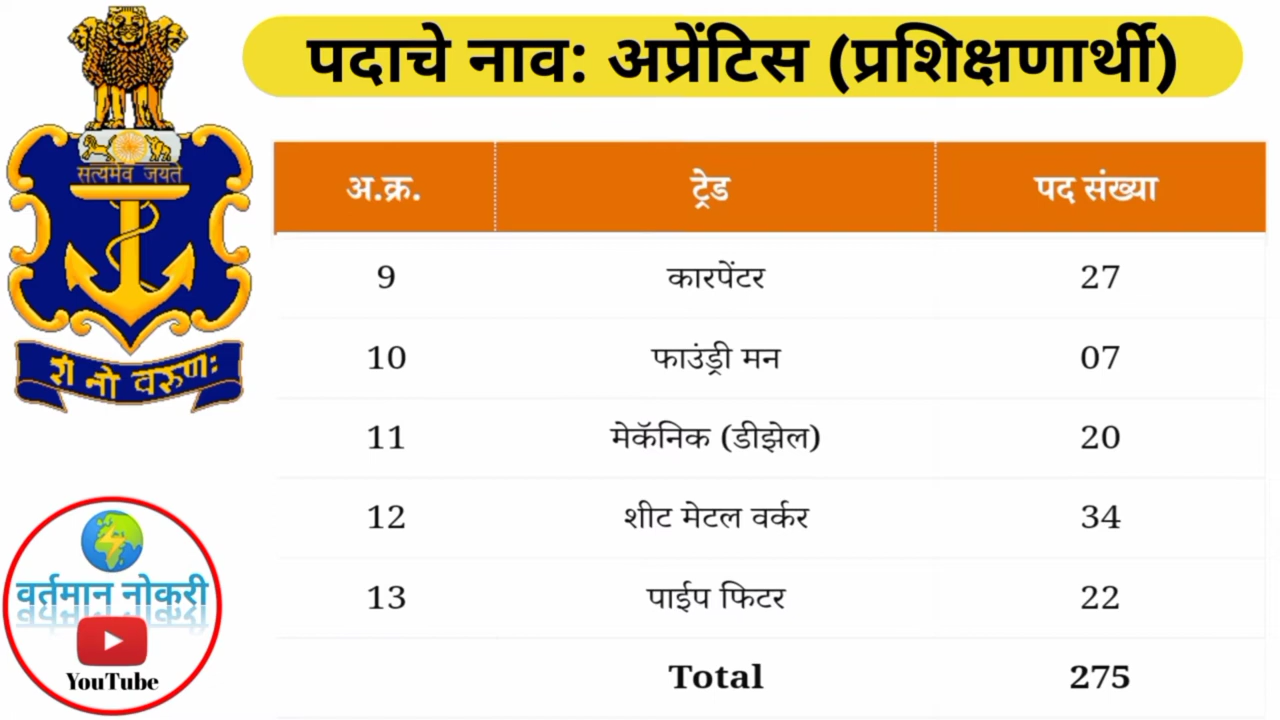 पदाचे नाव: अप्रेंटिस (प्रशिक्षणार्थी)
सत्यमेव जयते
शं नो वरुणः
अ.क्र. ट्रेड पद संख्या
9 कारपेंटर 27
10 फाउंड्री मन 07
11 मेकॅनिक (डीझेल) 20
12 शीट मेटल वर्कर 34
13 पाईप फिटर 22
Total 275
वर्तमान नोकरी
YouTube